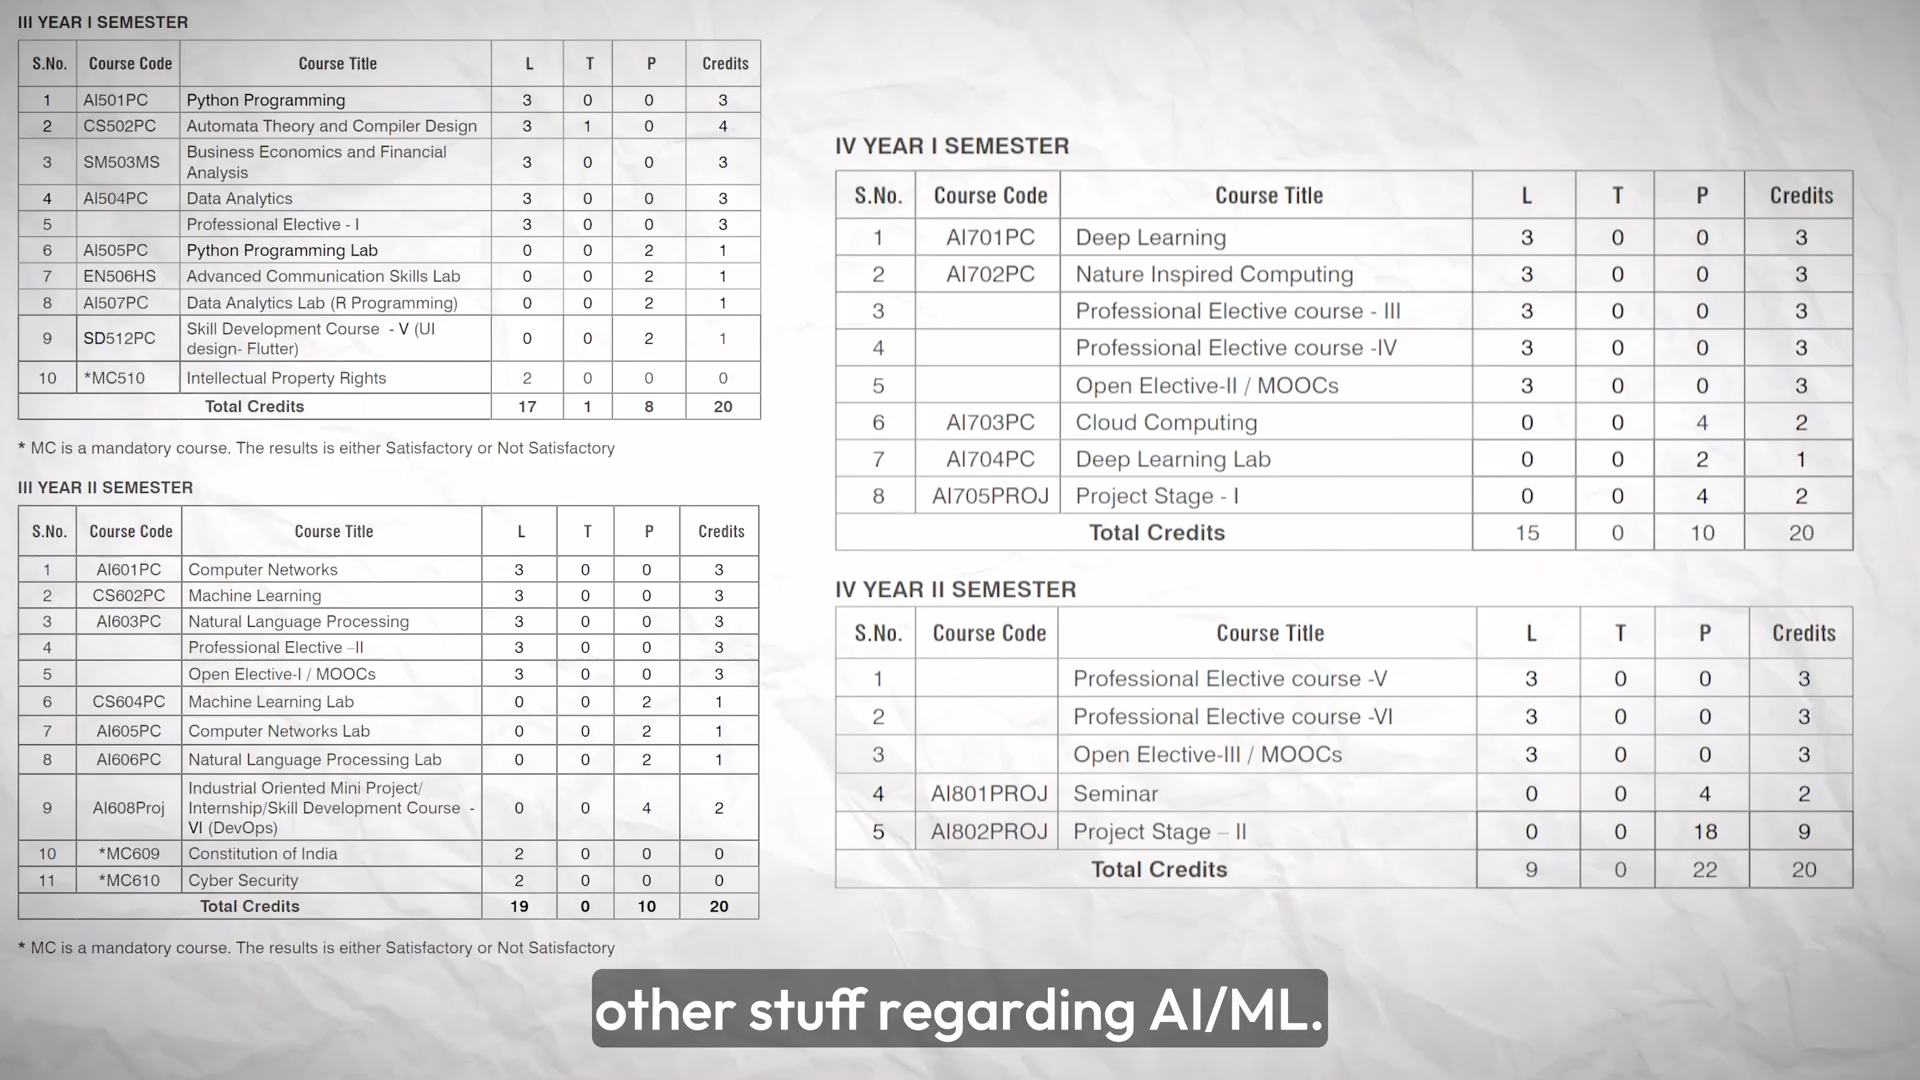 III YEAR I SEMESTER
S.No. Course Code Course Title L T P Credits
1 AI501PC Python Programming 3 0 0 3
2 CS502PC Automata Theory and Compiler Design 3 1 0 4
3 SM503MS Business Economics and Financial Analysis 3 0 0 3
4 AI504PC Data Analytics 3 0 0 3
5 Professional Elective - I 3 0 0 3
6 AI505PC Python Programming Lab 0 0 2 1
7 EN506HS Advanced Communication Skills Lab 0 0 2 1
8 AI507PC Data Analytics Lab (R Programming) 0 0 2 1
9 SD512PC Skill Development Course - V (UI design- Flutter) 0 0 2 1
10 *MC510 Intellectual Property Rights 2 0 0 0
Total Credits 17 1 8 20
* MC is a mandatory course. The results is either Satisfactory or Not Satisfactory
III YEAR II SEMESTER
S.No. Course Code Course Title L T P Credits
1 AI601PC Computer Networks 3 0 0 3
2 CS602PC Machine Learning 3 0 0 3
3 AI603PC Natural Language Processing 3 0 0 3
4 Professional Elective –II 3 0 0 3
5 Open Elective-I / MOOCs 3 0 0 3
6 CS604PC Machine Learning Lab 0 0 2 1
7 AI605PC Computer Networks Lab 0 0 2 1
8 AI606PC Natural Language Processing Lab 0 0 2 1
9 AI608Proj Industrial Oriented Mini Project/ Internship/Skill Development Course - VI (DevOps) 0 0 4 2
10 *MC609 Constitution of India 2 0 0 0
11 *MC610 Cyber Security 2 0 0 0
Total Credits 19 0 10 20
* MC is a mandatory course. The results is either Satisfactory or Not Satisfactory
IV YEAR I SEMESTER
S.No. Course Code Course Title L T P Credits
1 AI701PC Deep Learning 3 0 0 3
2 AI702PC Nature Inspired Computing 3 0 0 3
3 Professional Elective course - III 3 0 0 3
4 Professional Elective course -IV 3 0 0 3
5 Open Elective-II / MOOCs 3 0 0 3
6 AI703PC Cloud Computing 0 0 4 2
7 AI704PC Deep Learning Lab 0 0 2 1
8 AI705PROJ Project Stage - I 0 0 4 2
Total Credits 15 0 10 20
IV YEAR II SEMESTER
S.No. Course Code Course Title L T P Credits
1 Professional Elective course -V 3 0 0 3
2 Professional Elective course -VI 3 0 0 3
3 Open Elective-III / MOOCs 3 0 0 3
4 AI801PROJ Seminar 0 0 4 2
5 AI802PROJ Project Stage – II 0 0 18 9
Total Credits 9 0 22 20
other stuff regarding AI/ML.